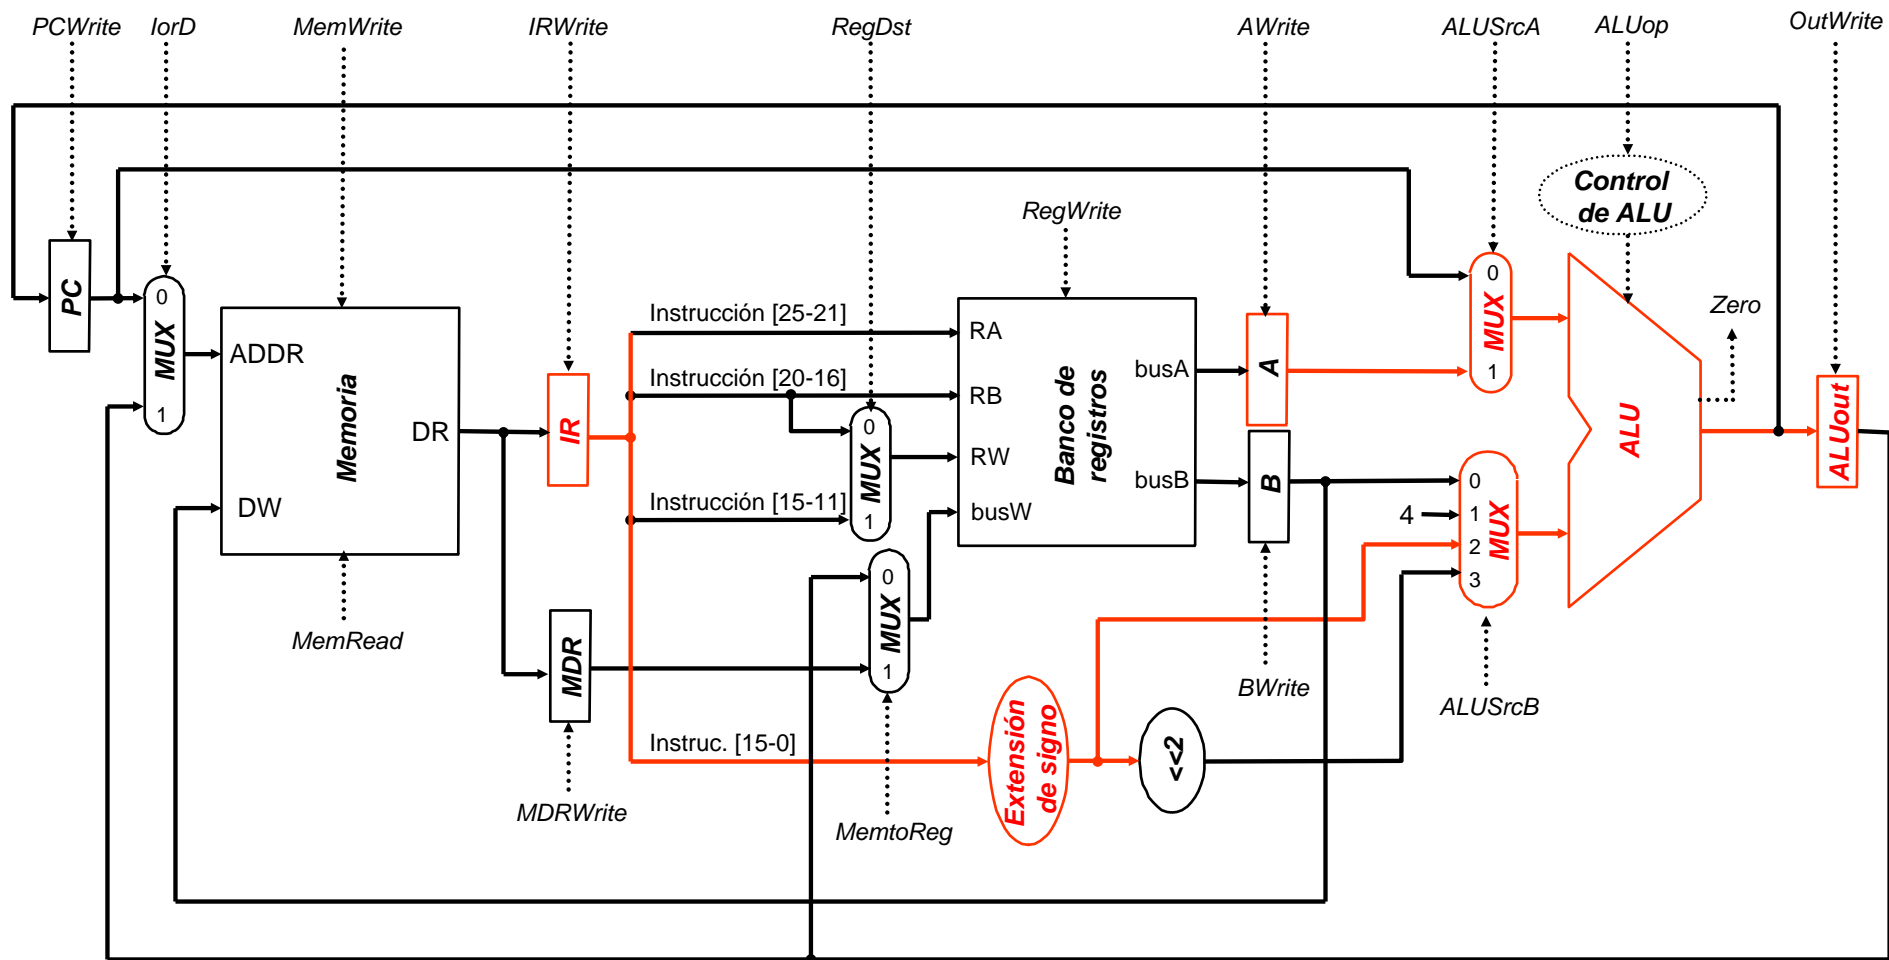 PCWrite
IorD
MemWrite
IRWrite
RegDst
AWrite
ALUSrcA
ALUop
OutWrite
Control
de ALU
RegWrite
PC
0
MUX
1
ADDR
Memoria
DR
DW
MemRead
IR
MDR
MDRWrite
Instrucción [25-21]
Instrucción [20-16]
Instrucción [15-11]
Instruc. [15-0]
0
MUX
1
0
MUX
1
MemtoReg
RA
RB
RW
busW
Banco de
registros
busA
busB
A
B
BWrite
Extensión
de signo
<<2
0
MUX
1
4
0
1
2
3
MUX
ALUSrcB
ALU
Zero
ALUout